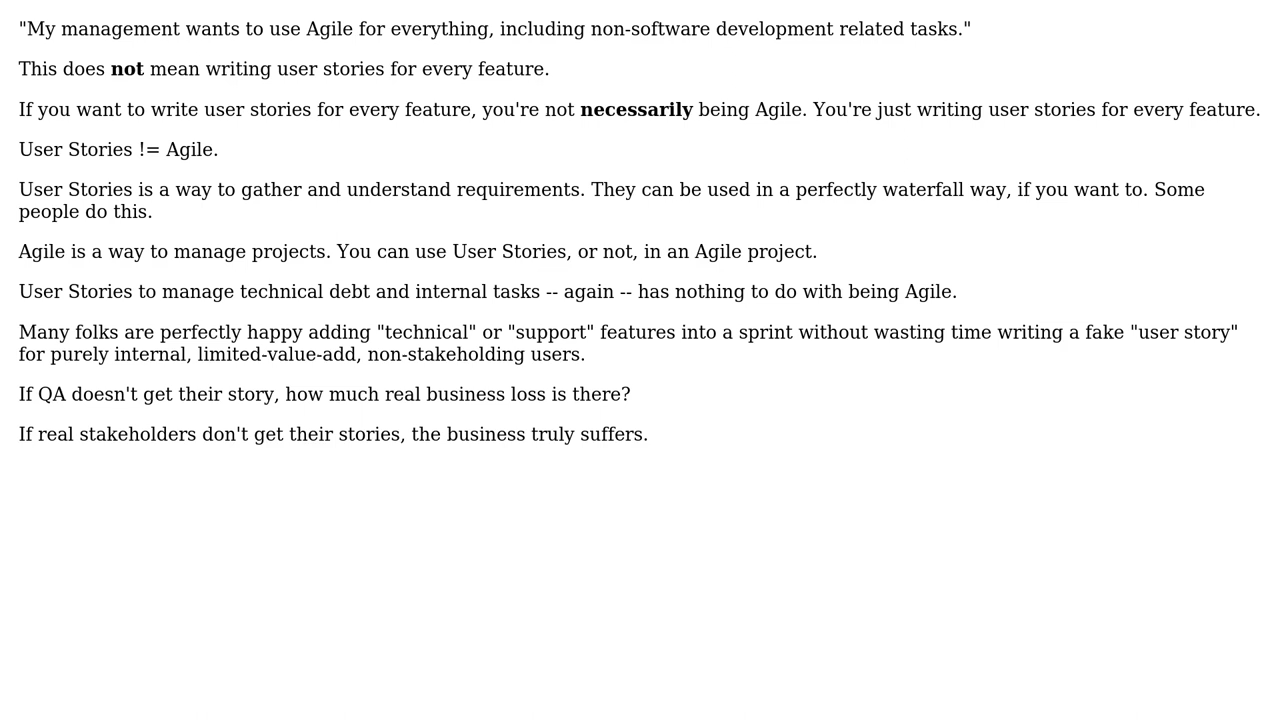 "My management wants to use Agile for everything, including non-software development related tasks."
This does not mean writing user stories for every feature.
If you want to write user stories for every feature, you're not necessarily being Agile. You're just writing user stories for every feature.
User Stories != Agile.
User Stories is a way to gather and understand requirements. They can be used in a perfectly waterfall way, if you want to. Some
people do this.
Agile is a way to manage projects. You can use User Stories, or not, in an Agile project.
User Stories to manage technical debt and internal tasks -- again -- has nothing to do with being Agile.
Many folks are perfectly happy adding "technical" or "support" features into a sprint without wasting time writing a fake "user story"
for purely internal, limited-value-add, non-stakeholding users.
If QA doesn't get their story, how much real business loss is there?
If real stakeholders don't get their stories, the business truly suffers.